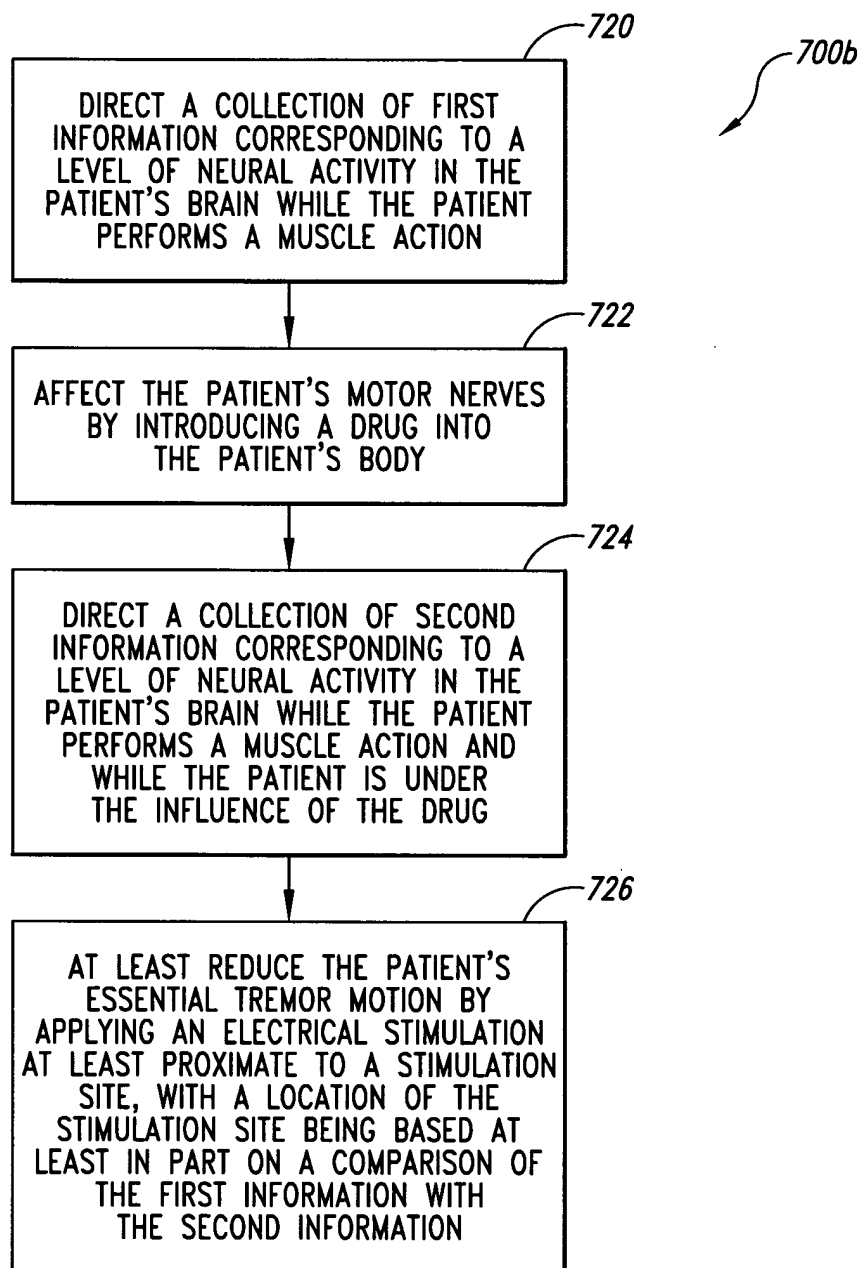 720
700b
DIRECT A COLLECTION OF FIRST
INFORMATION CORRESPONDING TO A
LEVEL OF NEURAL ACTIVITY IN THE
PATIENT'S BRAIN WHILE THE PATIENT
PERFORMS A MUSCLE ACTION
722
AFFECT THE PATIENT'S MOTOR NERVES
BY INTRODUCING A DRUG INTO
THE PATIENT'S BODY
724
DIRECT A COLLECTION OF SECOND
INFORMATION CORRESPONDING TO A
LEVEL OF NEURAL ACTIVITY IN THE
PATIENT'S BRAIN WHILE THE PATIENT
PERFORMS A MUSCLE ACTION AND
WHILE THE PATIENT IS UNDER
THE INFLUENCE OF THE DRUG
726
AT LEAST REDUCE THE PATIENT'S
ESSENTIAL TREMOR MOTION BY
APPLYING AN ELECTRICAL STIMULATION
AT LEAST PROXIMATE TO A STIMULATION
SITE, WITH A LOCATION OF THE
STIMULATION SITE BEING BASED AT
LEAST IN PART ON A COMPARISON OF
THE FIRST INFORMATION WITH
THE SECOND INFORMATION